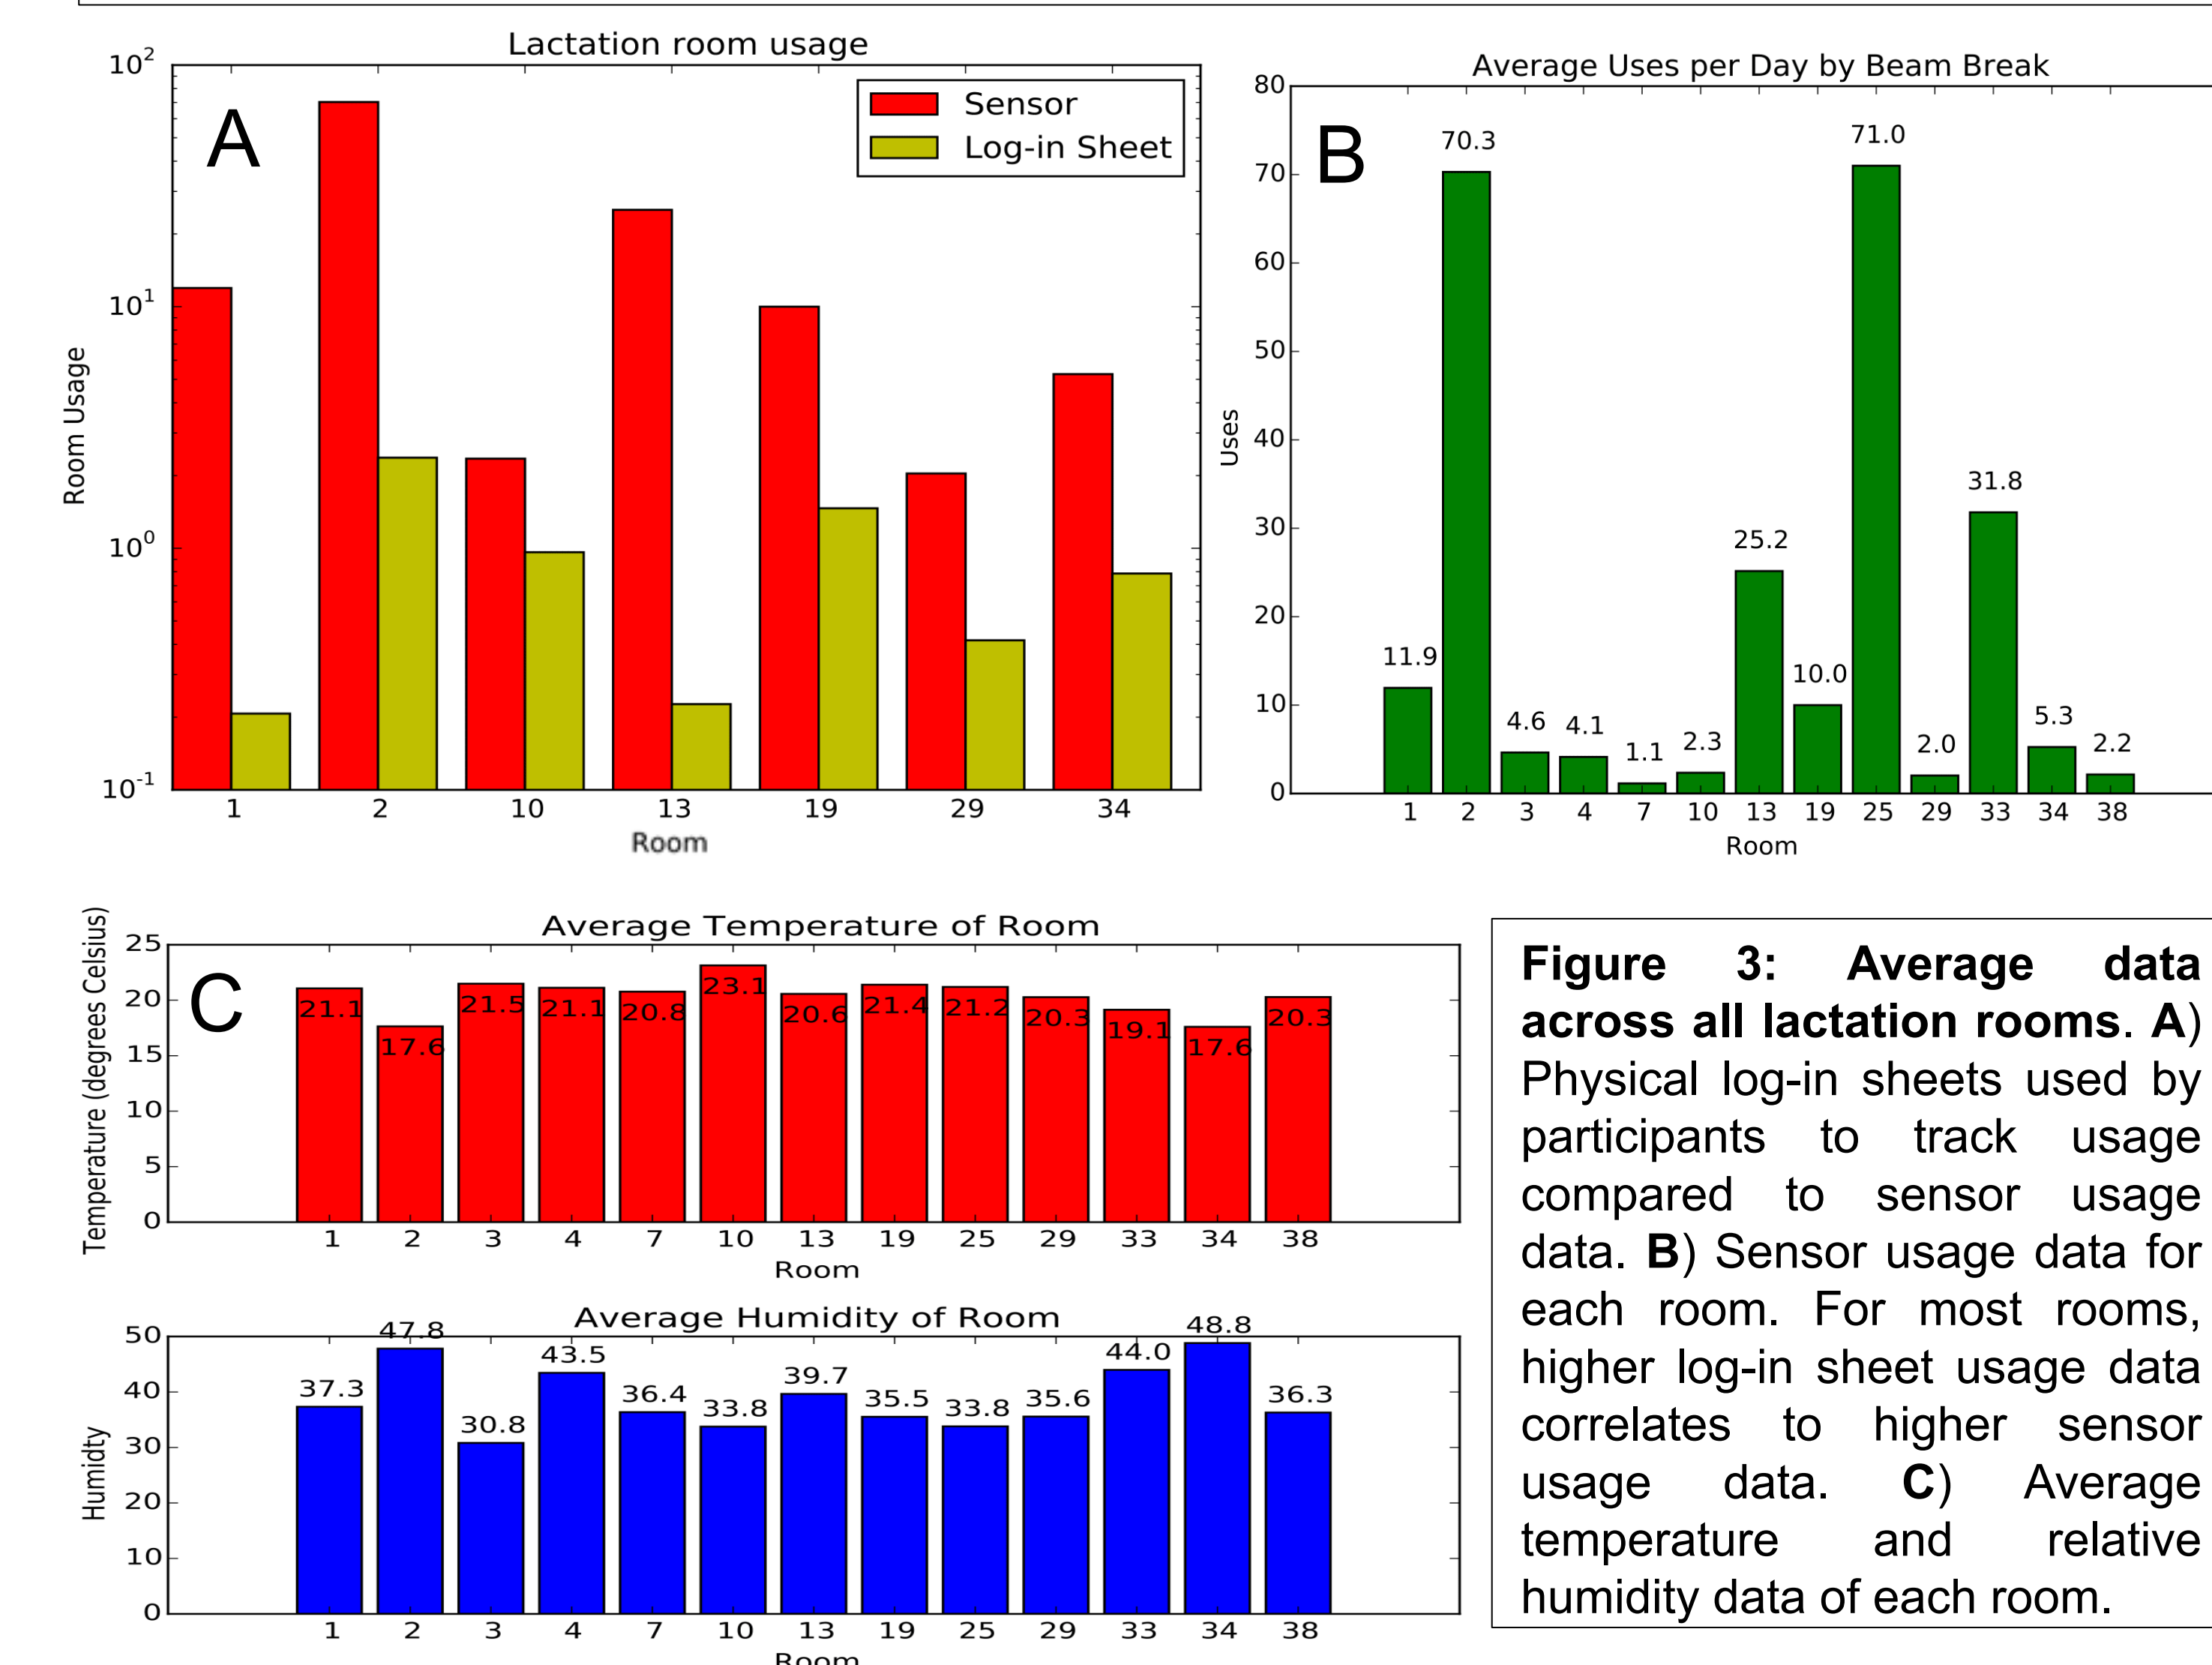 Lactation room usage
A
Sensor
Log-in Sheet
10²
10¹
10⁰
10⁻¹
Room Usage
1 2 10 13 19 29 34
Room
Average Uses per Day by Beam Break
B
80
70
60
50
40
30
20
10
0
Uses
11.9 70.3 4.6 4.1 1.1 2.3 25.2 10.0 71.0 2.0 31.8 5.3 2.2
1 2 3 4 7 10 13 19 25 29 33 34 38
Room
Average Temperature of Room
C
25
20
15
10
5
0
Temperature (degrees Celsius)
21.1 17.6 21.5 21.1 20.8 23.1 20.6 21.4 21.2 20.3 19.1 17.6 20.3
1 2 3 4 7 10 13 19 25 29 33 34 38
Room
Average Humidity of Room
50
40
30
20
10
0
Humidty
37.3 47.8 30.8 43.5 36.4 33.8 39.7 35.5 33.8 35.6 44.0 48.8 36.3
1 2 3 4 7 10 13 19 25 29 33 34 38
Room
Figure 3: Average data
across all lactation rooms. A)
Physical log-in sheets used by
participants to track usage
compared to sensor usage
data. B) Sensor usage data for
each room. For most rooms,
higher log-in sheet usage data
correlates to higher sensor
usage data. C) Average
temperature and relative
humidity data of each room.